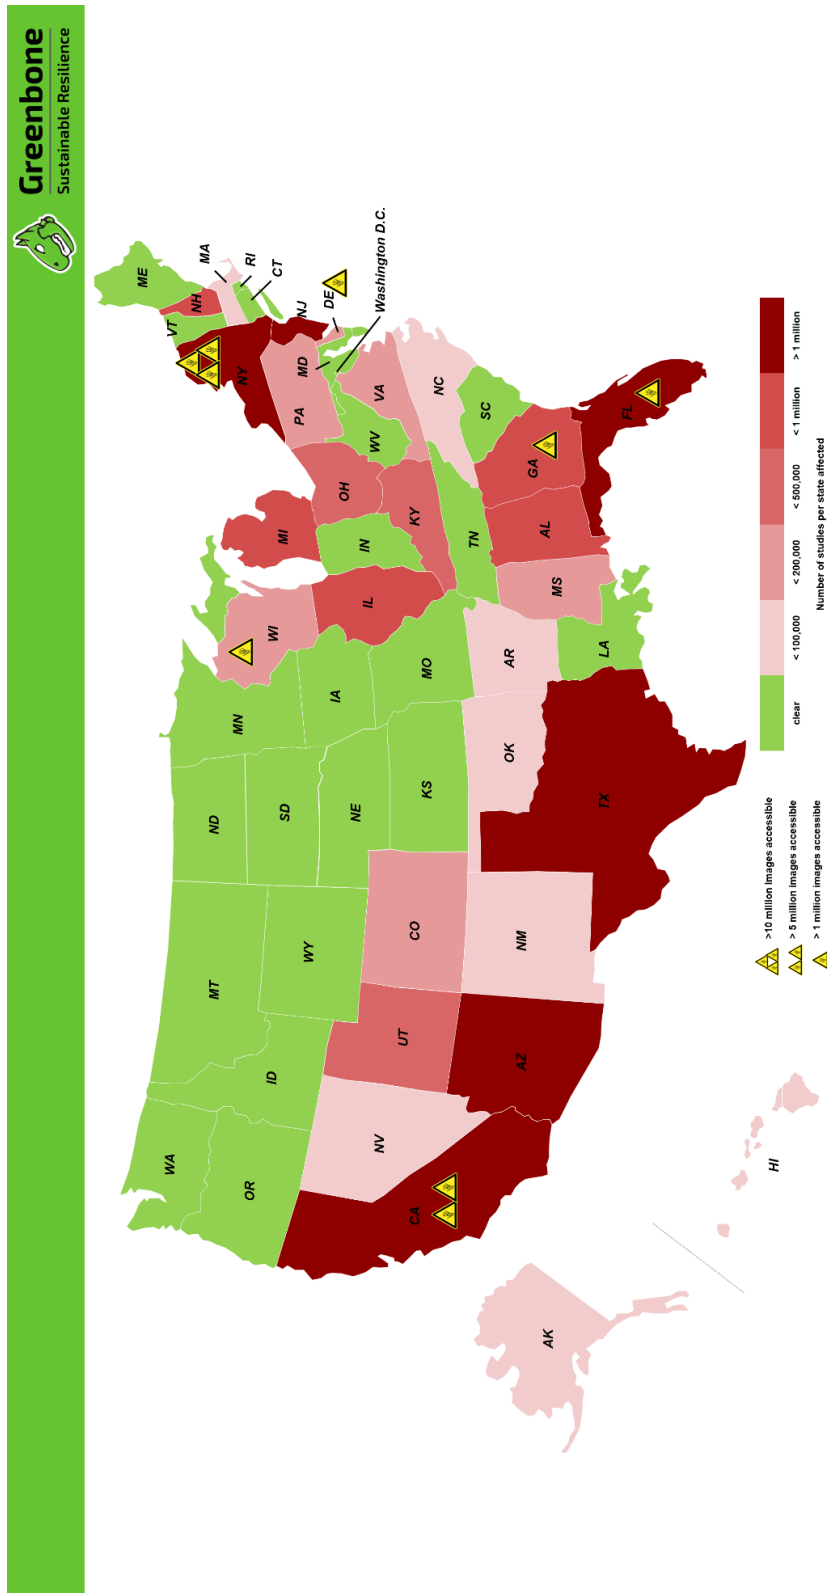 Greenbone
Sustainable Resilience
WA
OR
CA
NV
ID
MT
WY
UT
AZ
CO
NM
ND
SD
NE
KS
OK
TX
MN
IA
MO
AR
LA
WI
IL
MI
IN
OH
KY
TN
MS
AL
GA
FL
SC
NC
VA
WV
PA
NY
VT
NH
ME
MA
RI
CT
NJ
DE
MD
Washington D.C.
AK
HI
>10 million images accessible
> 5 million images accessible
> 1 million images accessible
clear
< 100,000
< 200,000
< 500,000
< 1 million
> 1 million
Number of studies per state affected